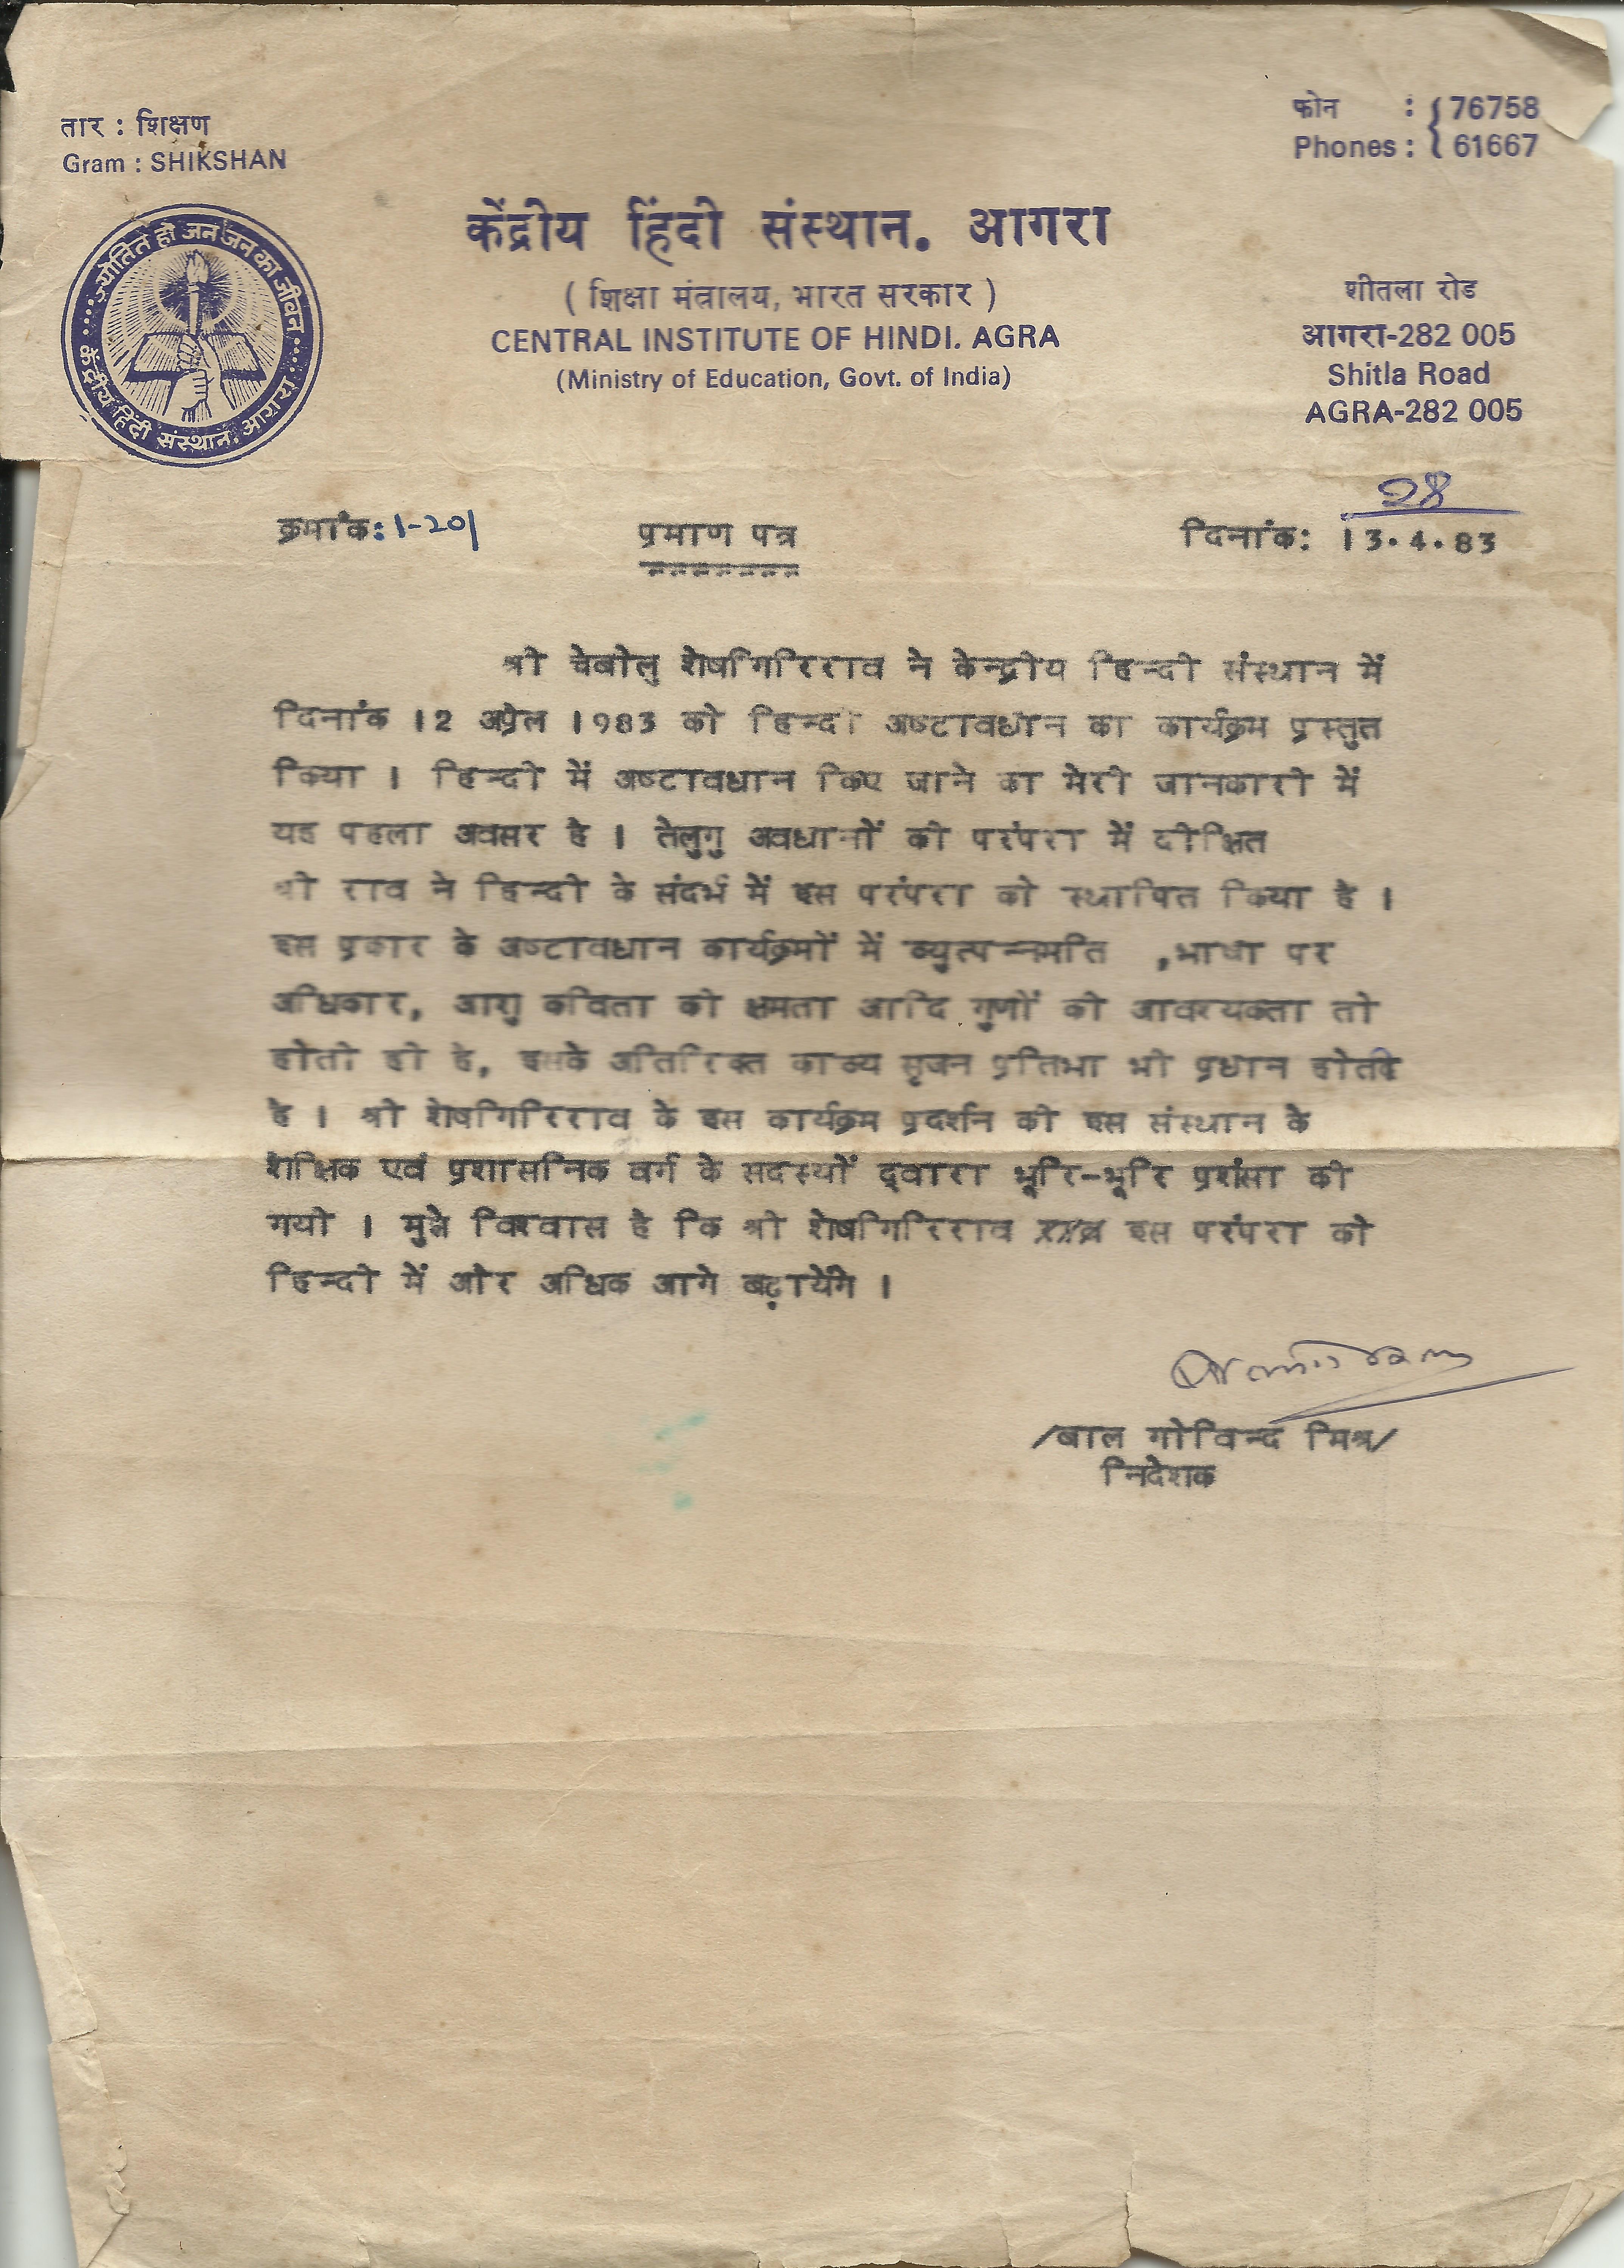 तार : शिक्षण
Gram : SHIKSHAN
फोन : 76758
Phones : 61667
ज्योतित हो जन जन का जीवन
केंद्रीय हिंदी संस्थान, आगरा
केंद्रीय हिंदी संस्थान. आगरा
( शिक्षा मंत्रालय, भारत सरकार )
CENTRAL INSTITUTE OF HINDI. AGRA
(Ministry of Education, Govt. of India)
शीतला रोड
आगरा-282 005
Shitla Road
AGRA-282 005
28
क्रमांक: 1-201 प्रमाण पत्र दिनांक: 13.4.83
श्री चेबोलु शेषगिरिराव ने केन्द्रीय हिन्दी संस्थान में
दिनांक 12 अप्रेल 1983 को हिन्दी अष्टावधान का कार्यक्रम प्रस्तुत
किया । हिन्दी में अष्टावधान किए जाने का मेरी जानकारी में
यह पहला अवसर है । तेलुगु अवधानों की परंपरा में दीक्षित
श्री राव ने हिन्दी के संदर्भ में इस परंपरा को स्थापित किया है ।
इस प्रकार के अष्टावधान कार्यक्रमों में व्युत्पन्नमति ,भाषा पर
अधिकार, आशु कविता की क्षमता आदि गुणों की आवश्यकता तो
होती ही है, इसके अतिरिक्त काव्य सृजन प्रतिभा भी प्रधान होती
है । श्री शेषगिरिराव के इस कार्यक्रम प्रदर्शन की इस संस्थान के
शैक्षिक एवं प्रशासनिक वर्ग के सदस्यों द्वारा भूरि-भूरि प्रशंसा की
गयी । मुझे विश्वास है कि श्री शेषगिरिराव इस परंपरा को
हिन्दी में और अधिक आगे बढ़ायेंगे ।
/बाल गोविन्द मिश्र/
निदेशक